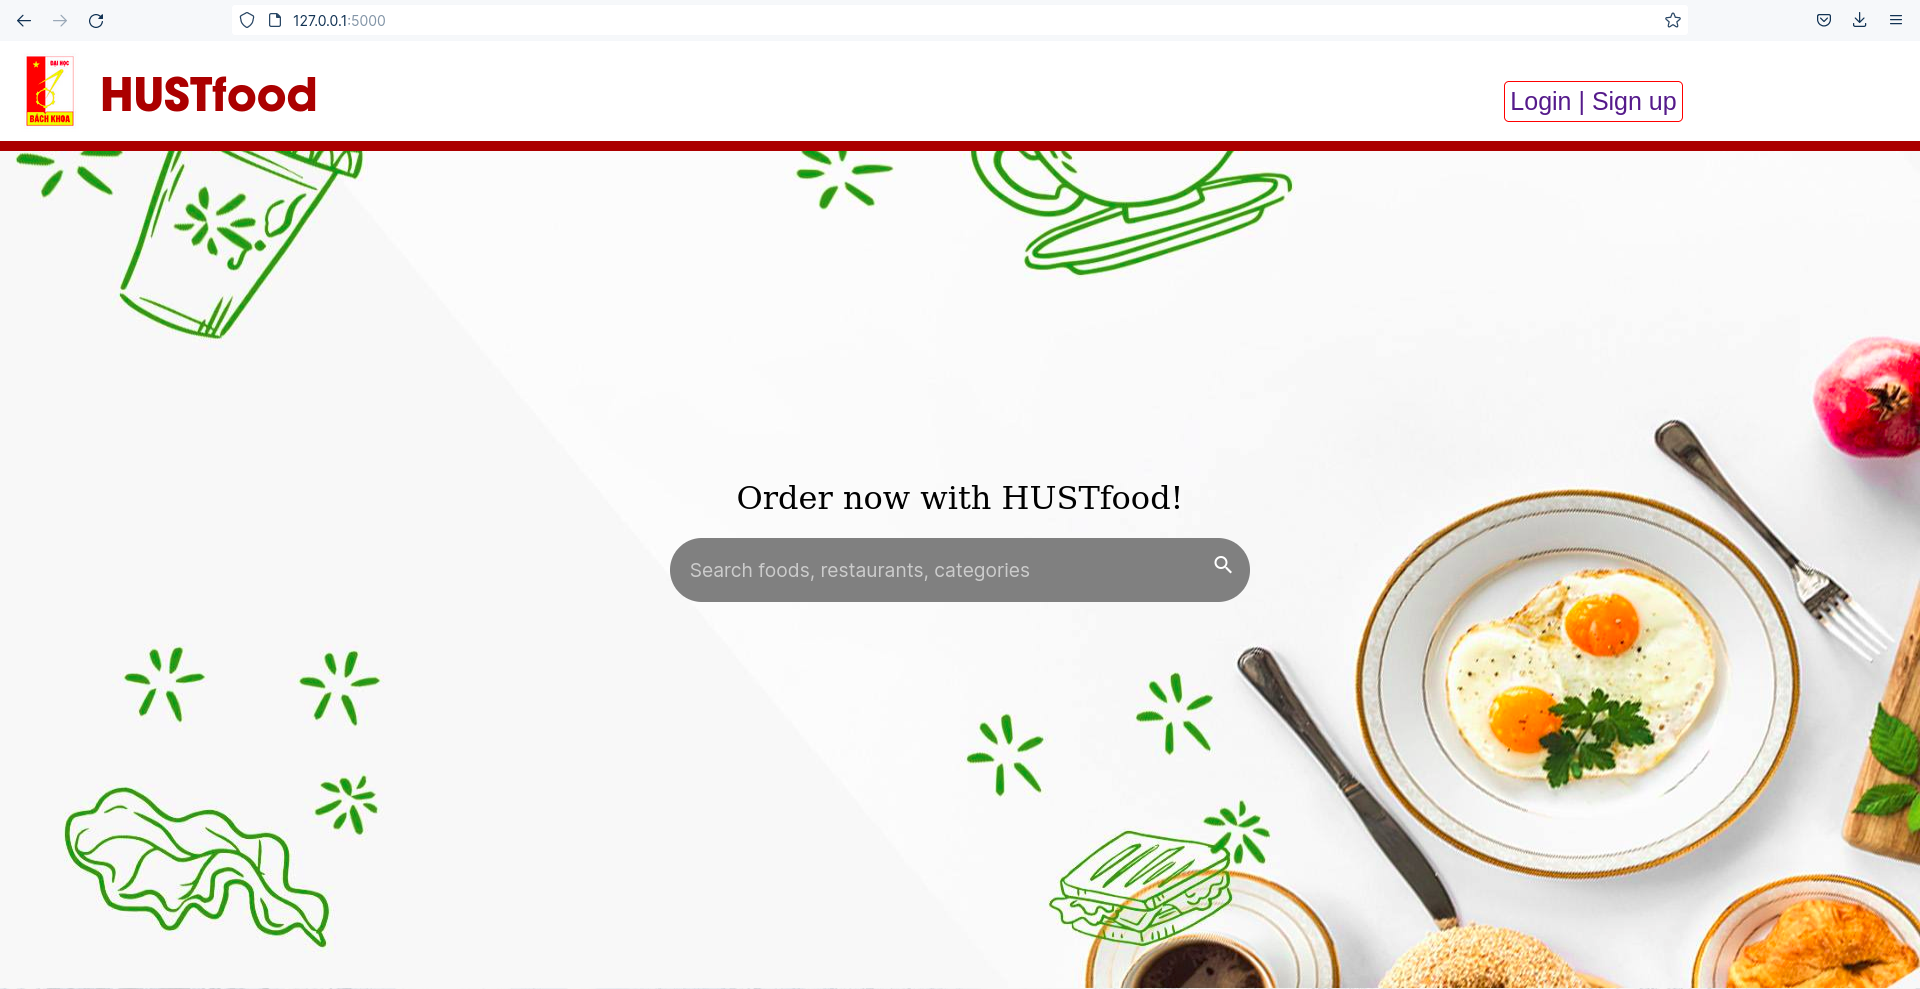 127.0.0.1:5000
ĐẠI HỌC
BÁCH KHOA
HUSTfood
Login | Sign up
Order now with HUSTfood!
Search foods, restaurants, categories